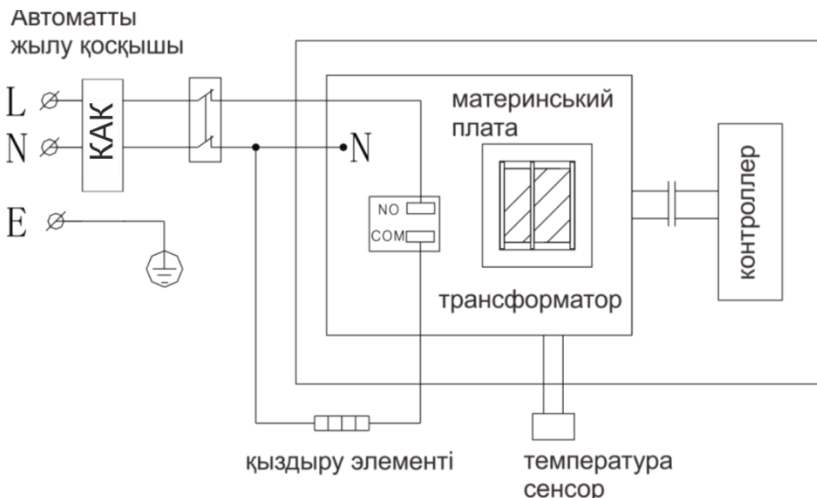 Автоматты
жылу қосқышы
L
N
E
КАК
N
NO
COM
материнський
плата
трансформатор
контроллер
қыздыру элементі
температура
сенсор